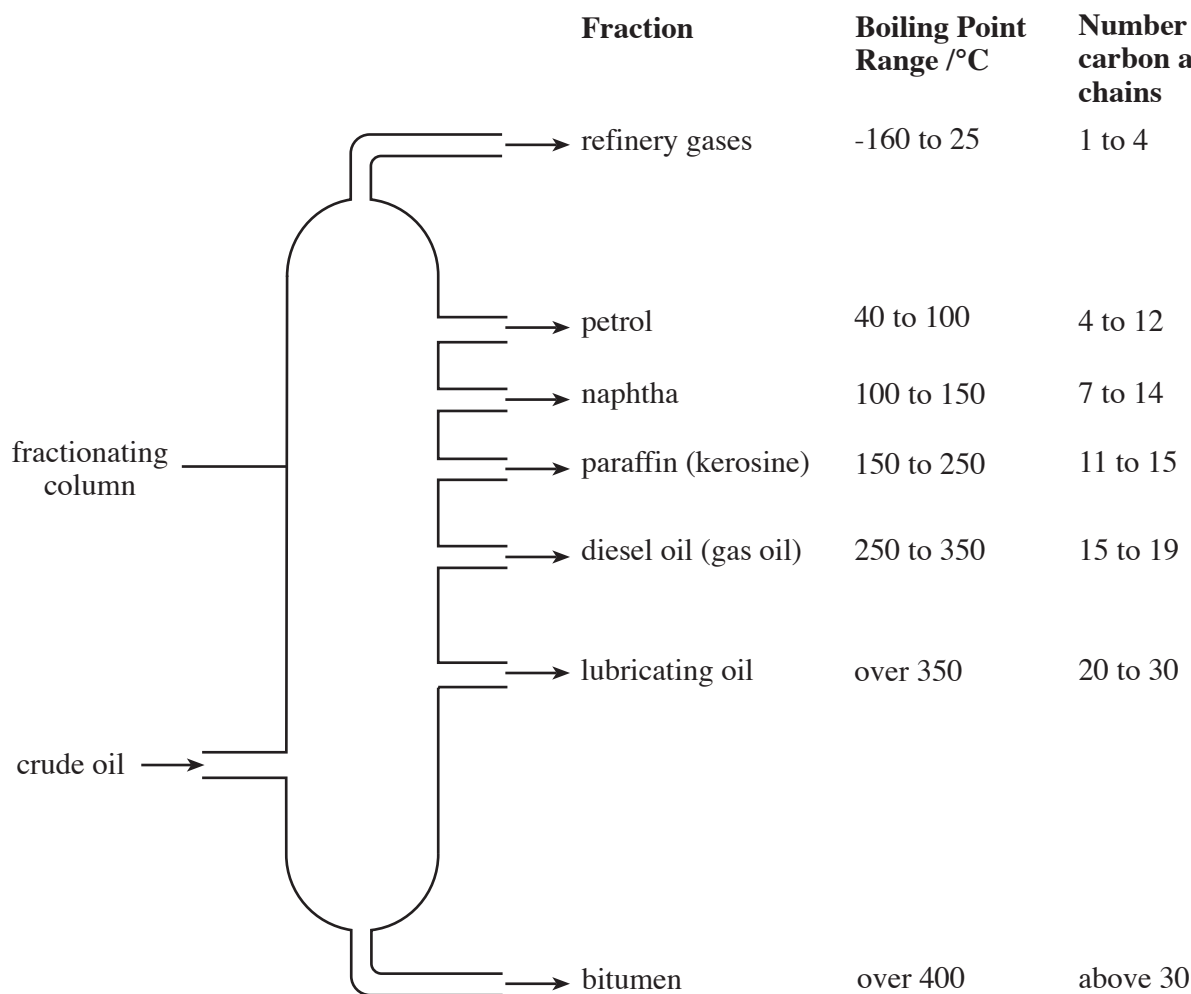 Fraction Boiling Point Number
Range /°C carbon a
chains
refinery gases -160 to 25 1 to 4
petrol 40 to 100 4 to 12
naphtha 100 to 150 7 to 14
fractionating paraffin (kerosine) 150 to 250 11 to 15
column
diesel oil (gas oil) 250 to 350 15 to 19
lubricating oil over 350 20 to 30
crude oil
bitumen over 400 above 30